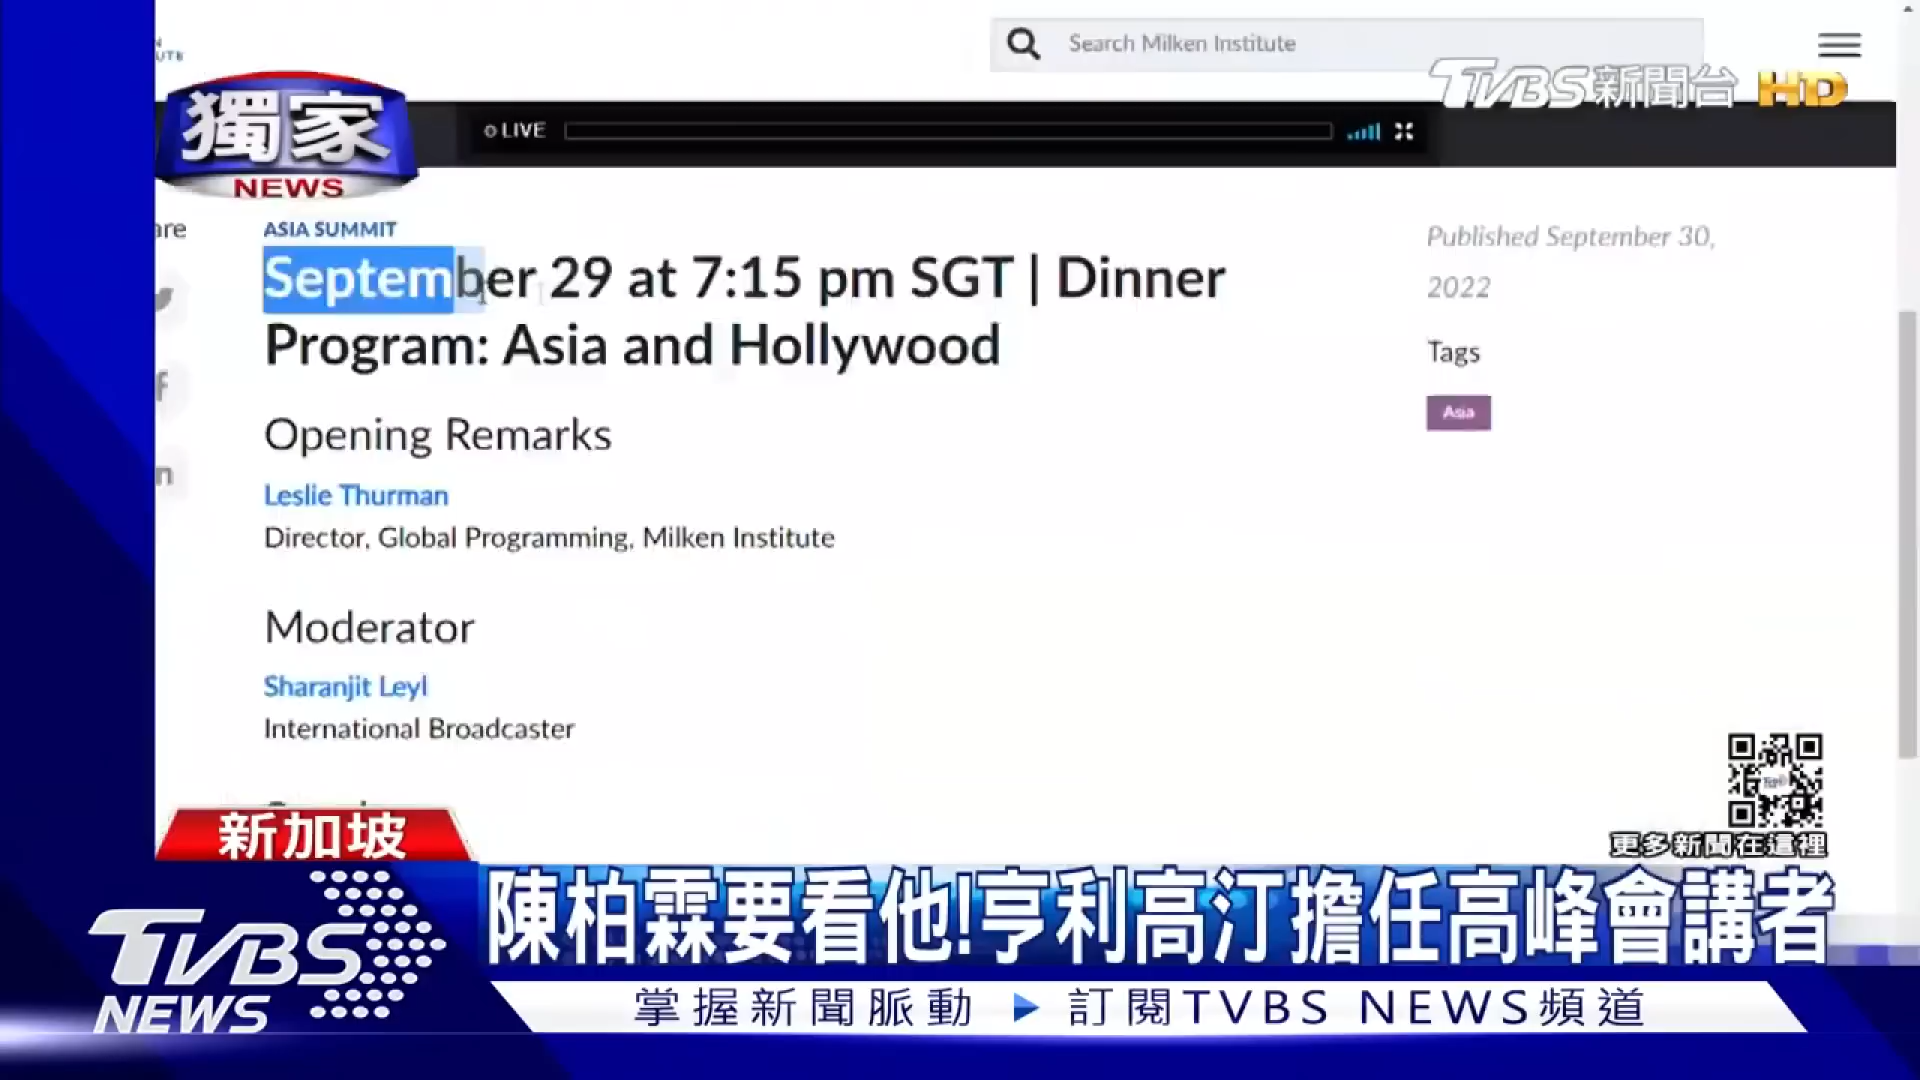 Search Milken Institute
TVBS新聞台 HD
獨家
NEWS
LIVE
ASIA SUMMIT
September 29 at 7:15 pm SGT | Dinner
Program: Asia and Hollywood
Published September 30,
2022
Tags
Asia
Opening Remarks
Leslie Thurman
Director, Global Programming, Milken Institute
Moderator
Sharanjit Leyl
International Broadcaster
更多新聞在這裡
新加坡
陳柏霖要看他!亨利高汀擔任高峰會講者
TVBS
NEWS
掌握新聞脈動 ▶ 訂閱TVBS NEWS頻道